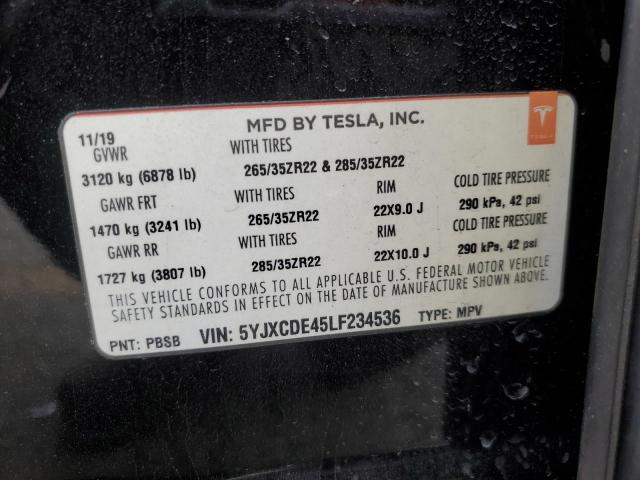 MFD BY TESLA, INC.
TESLA
11/19
GVWR WITH TIRES
3120 kg (6878 lb) 265/35ZR22 & 285/35ZR22
GAWR FRT WITH TIRES RIM COLD TIRE PRESSURE
1470 kg (3241 lb) 265/35ZR22 22X9.0 J 290 kPa, 42 psi
GAWR RR WITH TIRES RIM COLD TIRE PRESSURE
1727 kg (3807 lb) 285/35ZR22 22X10.0 J 290 kPa, 42 psi
THIS VEHICLE CONFORMS TO ALL APPLICABLE U.S. FEDERAL MOTOR VEHICLE
SAFETY STANDARDS IN EFFECT ON THE DATE OF MANUFACTURE SHOWN ABOVE.
PNT: PBSB VIN: 5YJXCDE45LF234536 TYPE: MPV